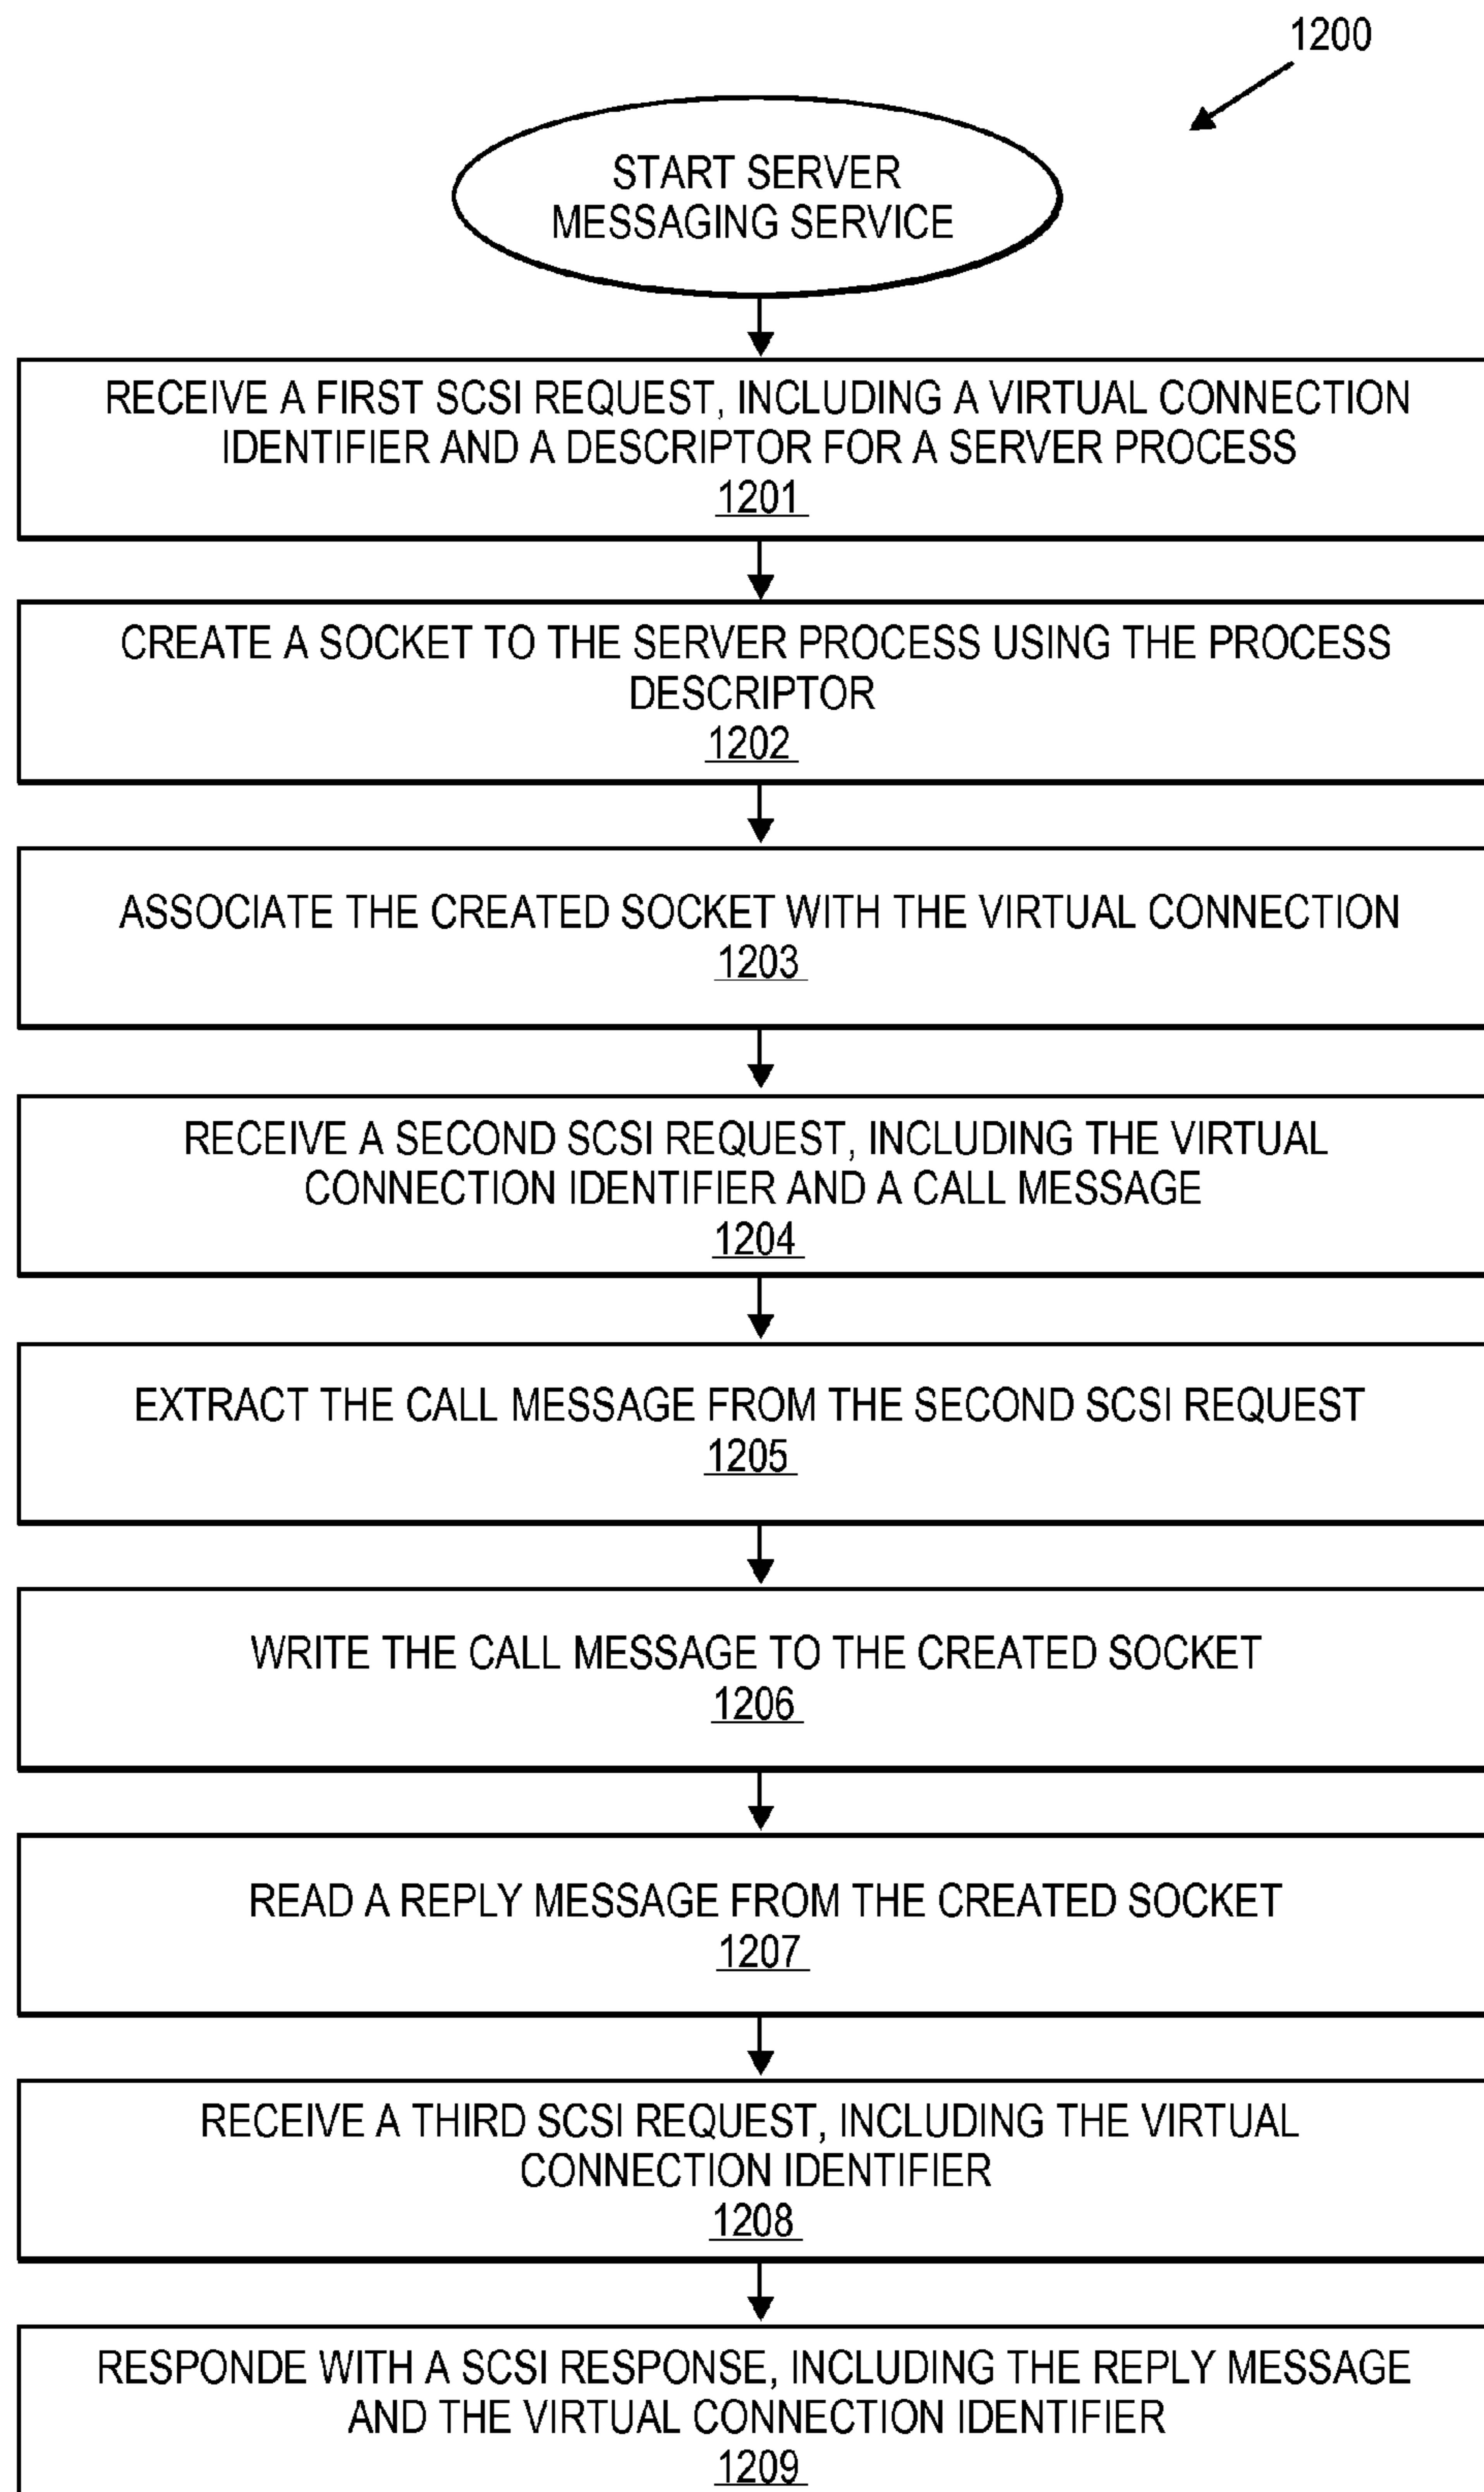 1200
START SERVER
MESSAGING SERVICE
RECEIVE A FIRST SCSI REQUEST, INCLUDING A VIRTUAL CONNECTION
IDENTIFIER AND A DESCRIPTOR FOR A SERVER PROCESS
1201
CREATE A SOCKET TO THE SERVER PROCESS USING THE PROCESS
DESCRIPTOR
1202
ASSOCIATE THE CREATED SOCKET WITH THE VIRTUAL CONNECTION
1203
RECEIVE A SECOND SCSI REQUEST, INCLUDING THE VIRTUAL
CONNECTION IDENTIFIER AND A CALL MESSAGE
1204
EXTRACT THE CALL MESSAGE FROM THE SECOND SCSI REQUEST
1205
WRITE THE CALL MESSAGE TO THE CREATED SOCKET
1206
READ A REPLY MESSAGE FROM THE CREATED SOCKET
1207
RECEIVE A THIRD SCSI REQUEST, INCLUDING THE VIRTUAL
CONNECTION IDENTIFIER
1208
RESPONDE WITH A SCSI RESPONSE, INCLUDING THE REPLY MESSAGE
AND THE VIRTUAL CONNECTION IDENTIFIER
1209